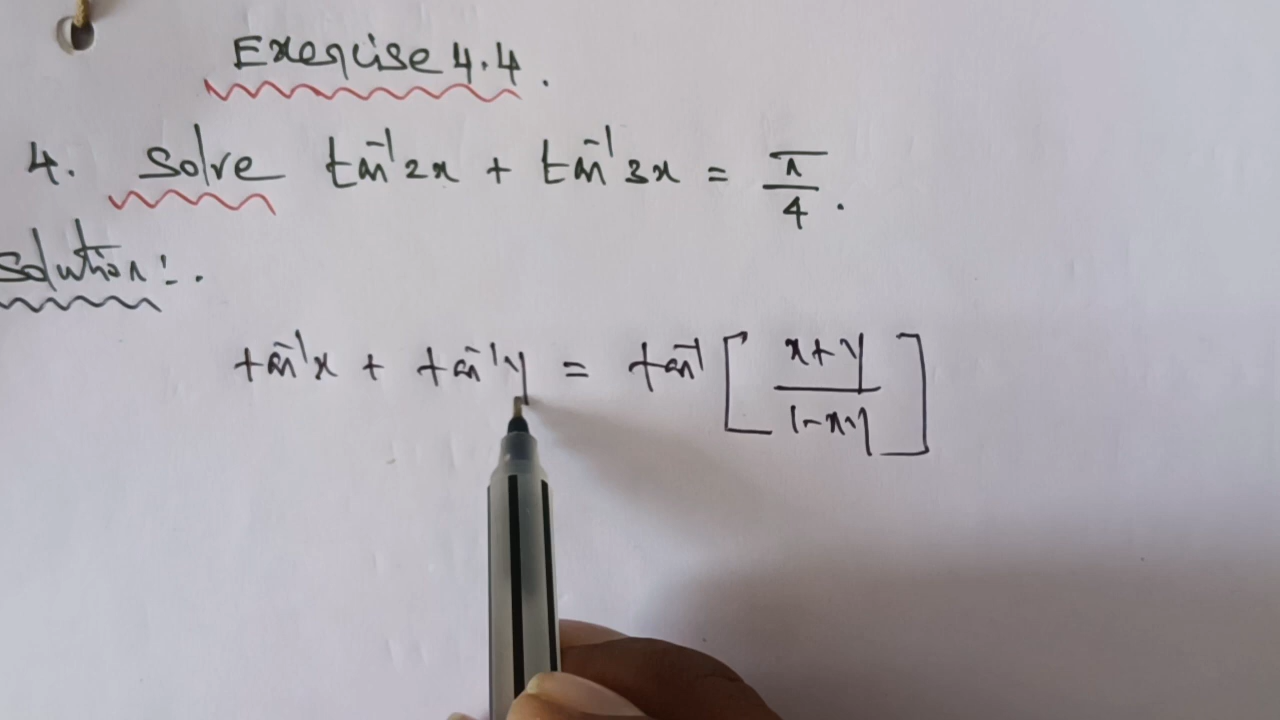 Exercise 4.4.
4. Solve tan⁻¹2x + tan⁻¹3x = π/4.
Solution:.
tan⁻¹x + tan⁻¹y = tan⁻¹[(x+y)/(1-xy)]